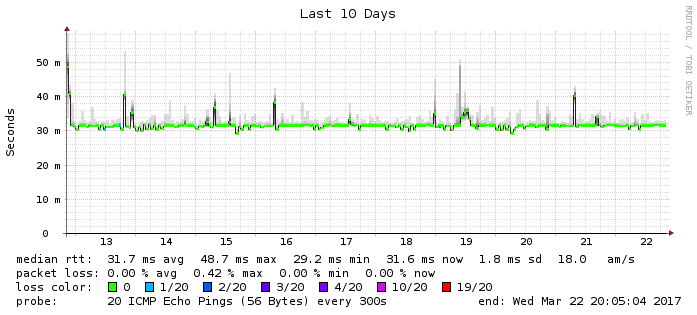 Last 10 Days
RRDTOOL / TOBI OETIKER
Seconds
50 m
40 m
30 m
20 m
10 m
0
13 14 15 16 17 18 19 20 21 22
median rtt: 31.7 ms avg 48.7 ms max 29.2 ms min 31.6 ms now 1.8 ms sd 18.0 am/s
packet loss: 0.00 % avg 0.42 % max 0.00 % min 0.00 % now
loss color: 0 1/20 2/20 3/20 4/20 10/20 19/20
probe: 20 ICMP Echo Pings (56 Bytes) every 300s end: Wed Mar 22 20:05:04 2017